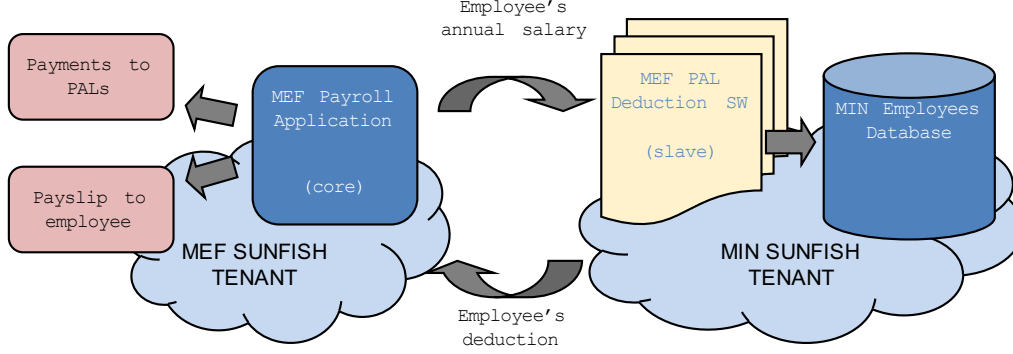 Employee's
annual salary
Payments to
PALs
MEF Payroll
Application
(core)
MEF PAL
Deduction SW
(slave)
MIN Employees
Database
Payslip to
employee
MEF SUNFISH
TENANT
MIN SUNFISH
TENANT
Employee's
deduction